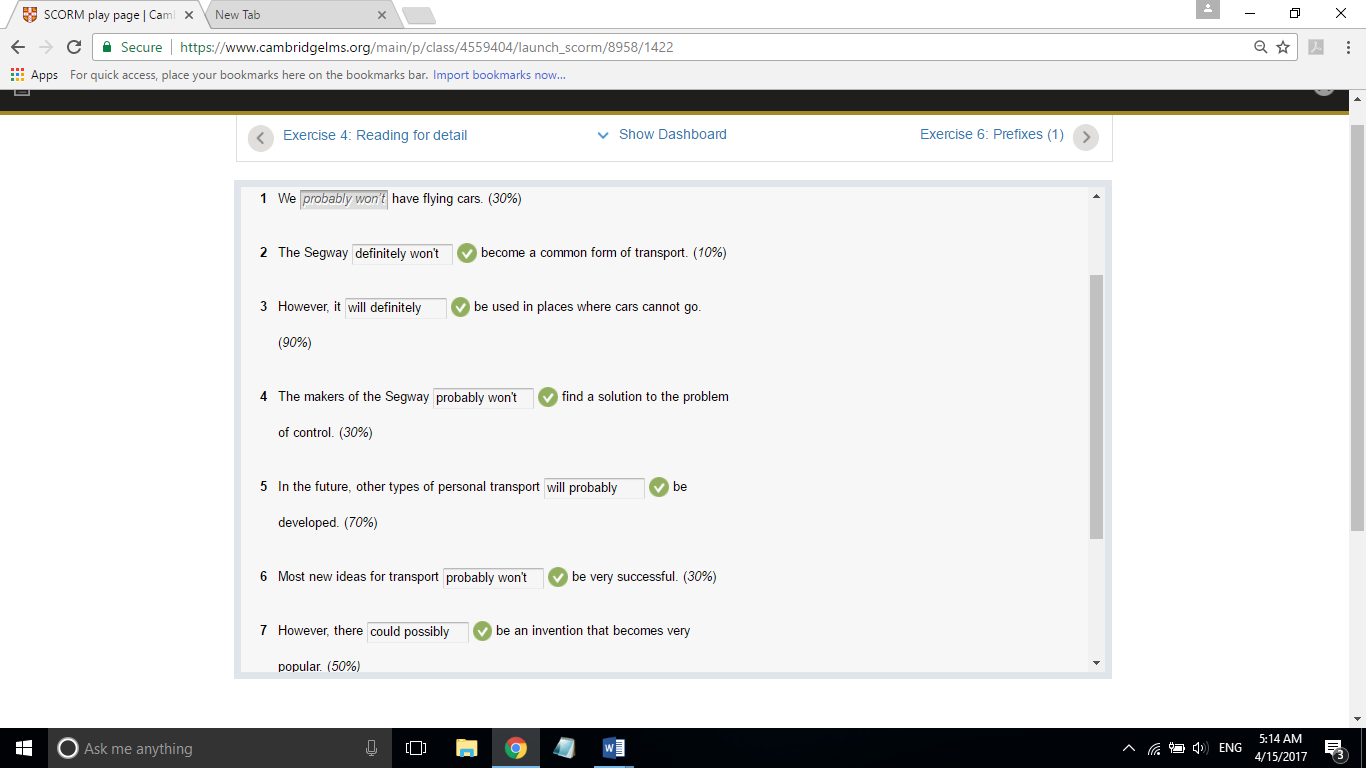 SCORM play page | Cam
New Tab
Secure https://www.cambridgelms.org/main/p/class/4559404/launch_scorm/8958/1422
Apps For quick access, place your bookmarks here on the bookmarks bar. Import bookmarks now...
Exercise 4: Reading for detail Show Dashboard Exercise 6: Prefixes (1)
1 We probably won't have flying cars. (30%)
2 The Segway definitely won't become a common form of transport. (10%)
3 However, it will definitely be used in places where cars cannot go.
(90%)
4 The makers of the Segway probably won't find a solution to the problem
of control. (30%)
5 In the future, other types of personal transport will probably be
developed. (70%)
6 Most new ideas for transport probably won't be very successful. (30%)
7 However, there could possibly be an invention that becomes very
popular. (50%)
Ask me anything
ENG
5:14 AM
4/15/2017
3